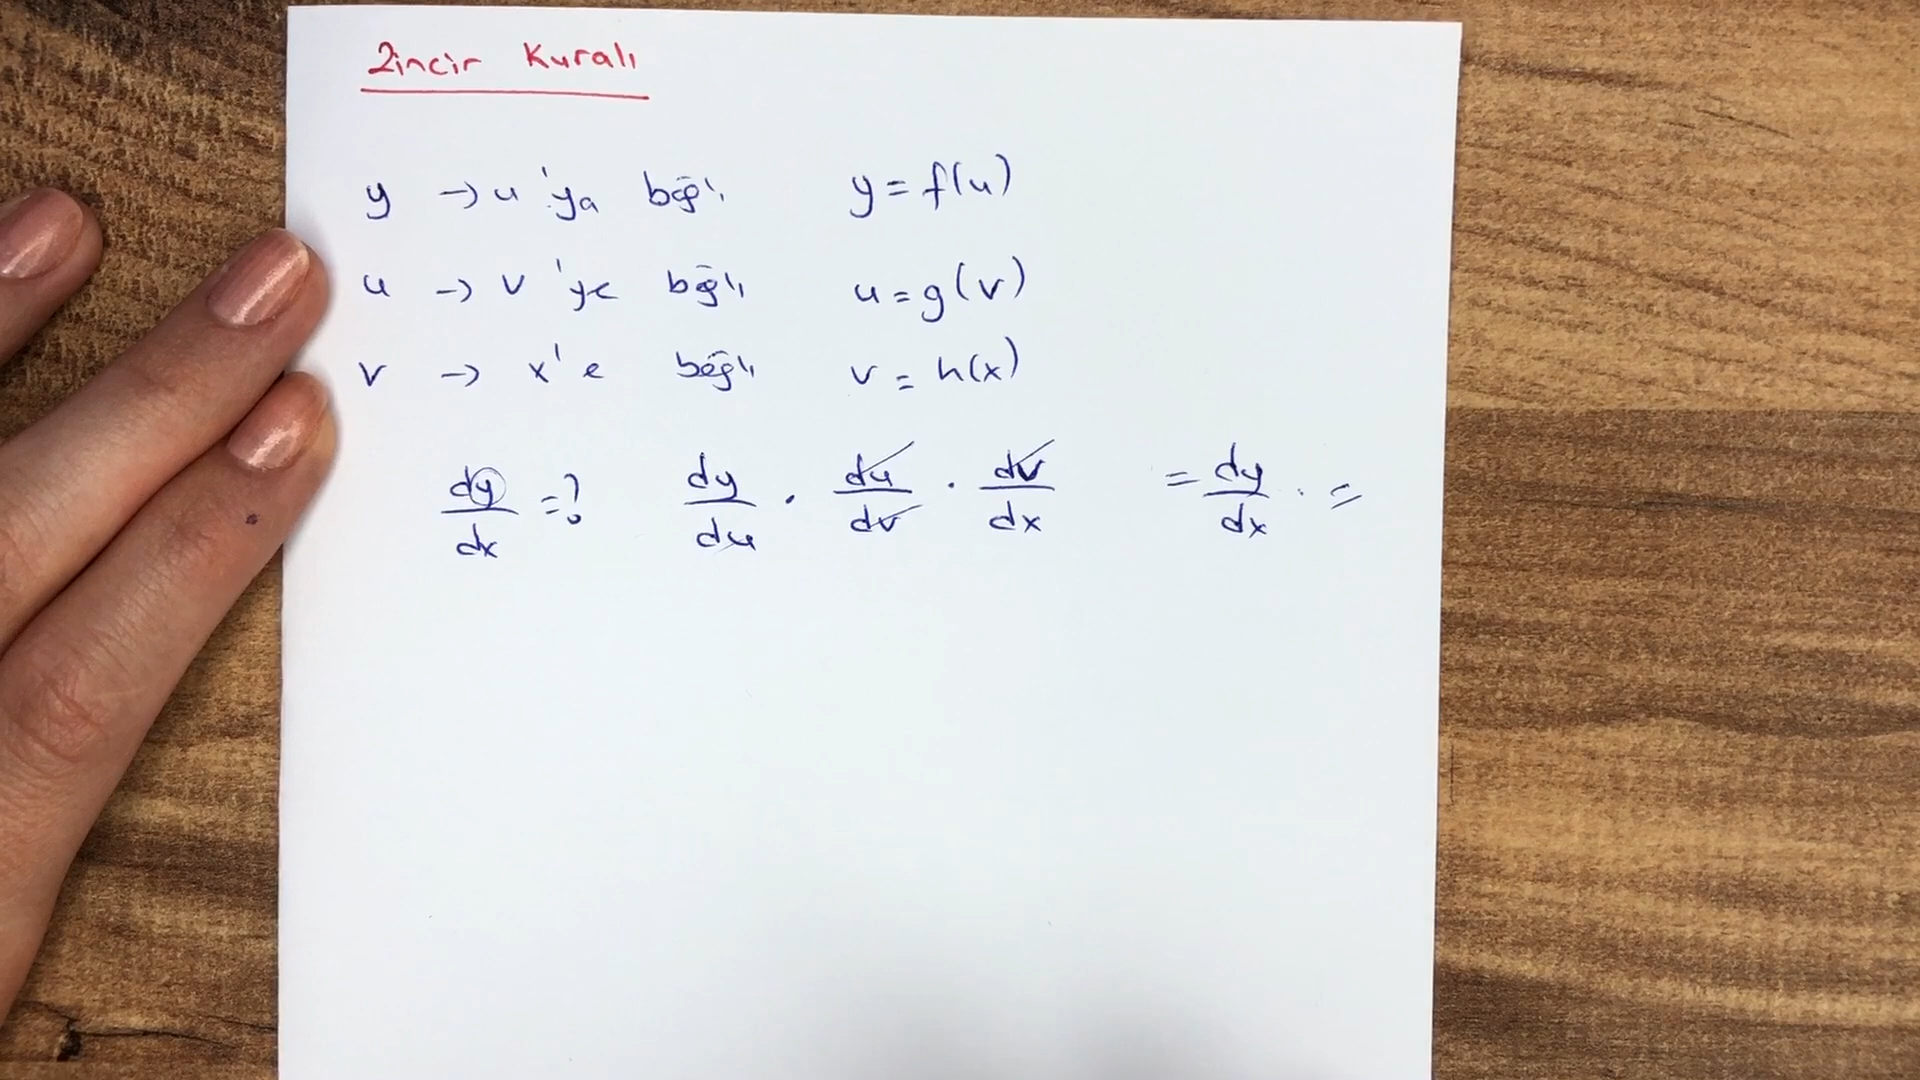 Zincir Kuralı
y → u'ya bağlı y = f(u)
u → v'ye bağlı u = g(v)
v → x'e bağlı v = h(x)
dy/dx = ? dy/du · du/dv · dv/dx = dy/dx · =